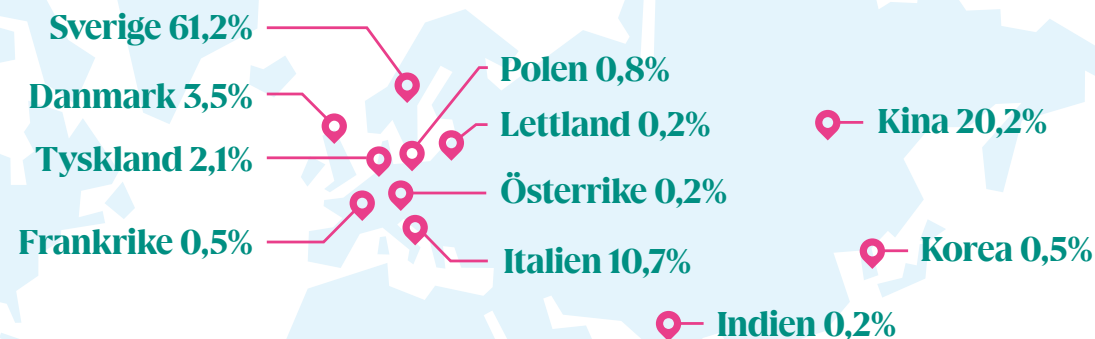 Sverige 61,2%
Danmark 3,5%
Tyskland 2,1%
Frankrike 0,5%
Polen 0,8%
Lettland 0,2%
Österrike 0,2%
Italien 10,7%
Kina 20,2%
Korea 0,5%
Indien 0,2%